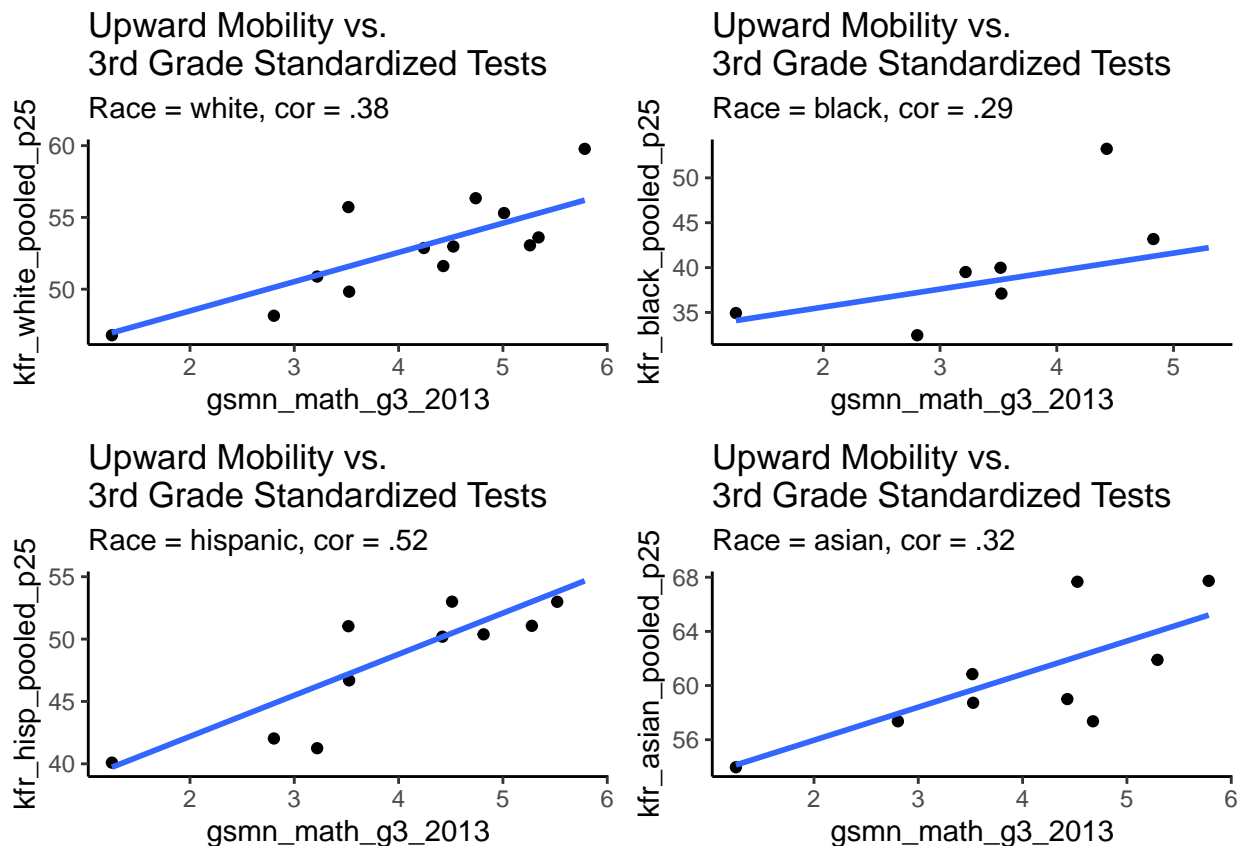 Upward Mobility vs.
3rd Grade Standardized Tests
Race = white, cor = .38
kfr_white_pooled_p25
60
55
50
2 3 4 5 6
gsmn_math_g3_2013
Upward Mobility vs.
3rd Grade Standardized Tests
Race = black, cor = .29
kfr_black_pooled_p25
50
45
40
35
2 3 4 5
gsmn_math_g3_2013
Upward Mobility vs.
3rd Grade Standardized Tests
Race = hispanic, cor = .52
kfr_hisp_pooled_p25
55
50
45
40
2 3 4 5 6
gsmn_math_g3_2013
Upward Mobility vs.
3rd Grade Standardized Tests
Race = asian, cor = .32
kfr_asian_pooled_p25
68
64
60
56
2 3 4 5 6
gsmn_math_g3_2013